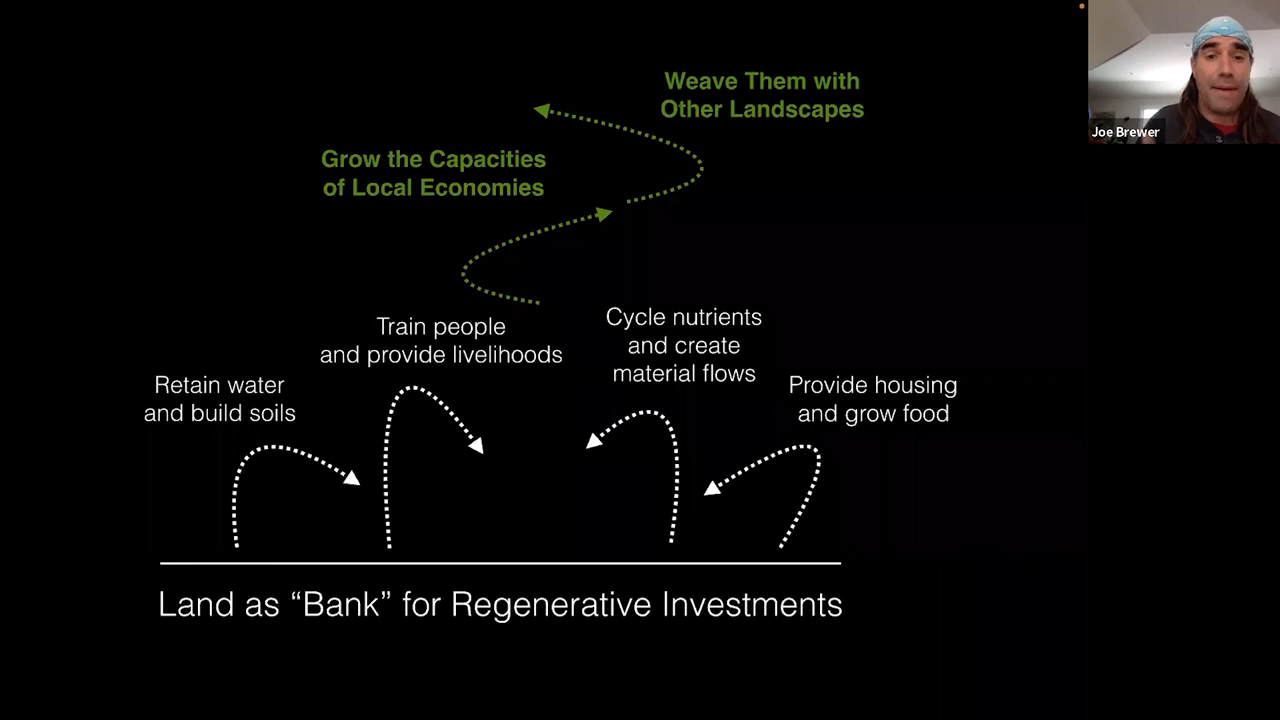 Weave Them with
Other Landscapes
Joe Brewer
Grow the Capacities
of Local Economies
Train people
and provide livelihoods
Cycle nutrients
and create
material flows
Retain water
and build soils
Provide housing
and grow food
Land as “Bank” for Regenerative Investments